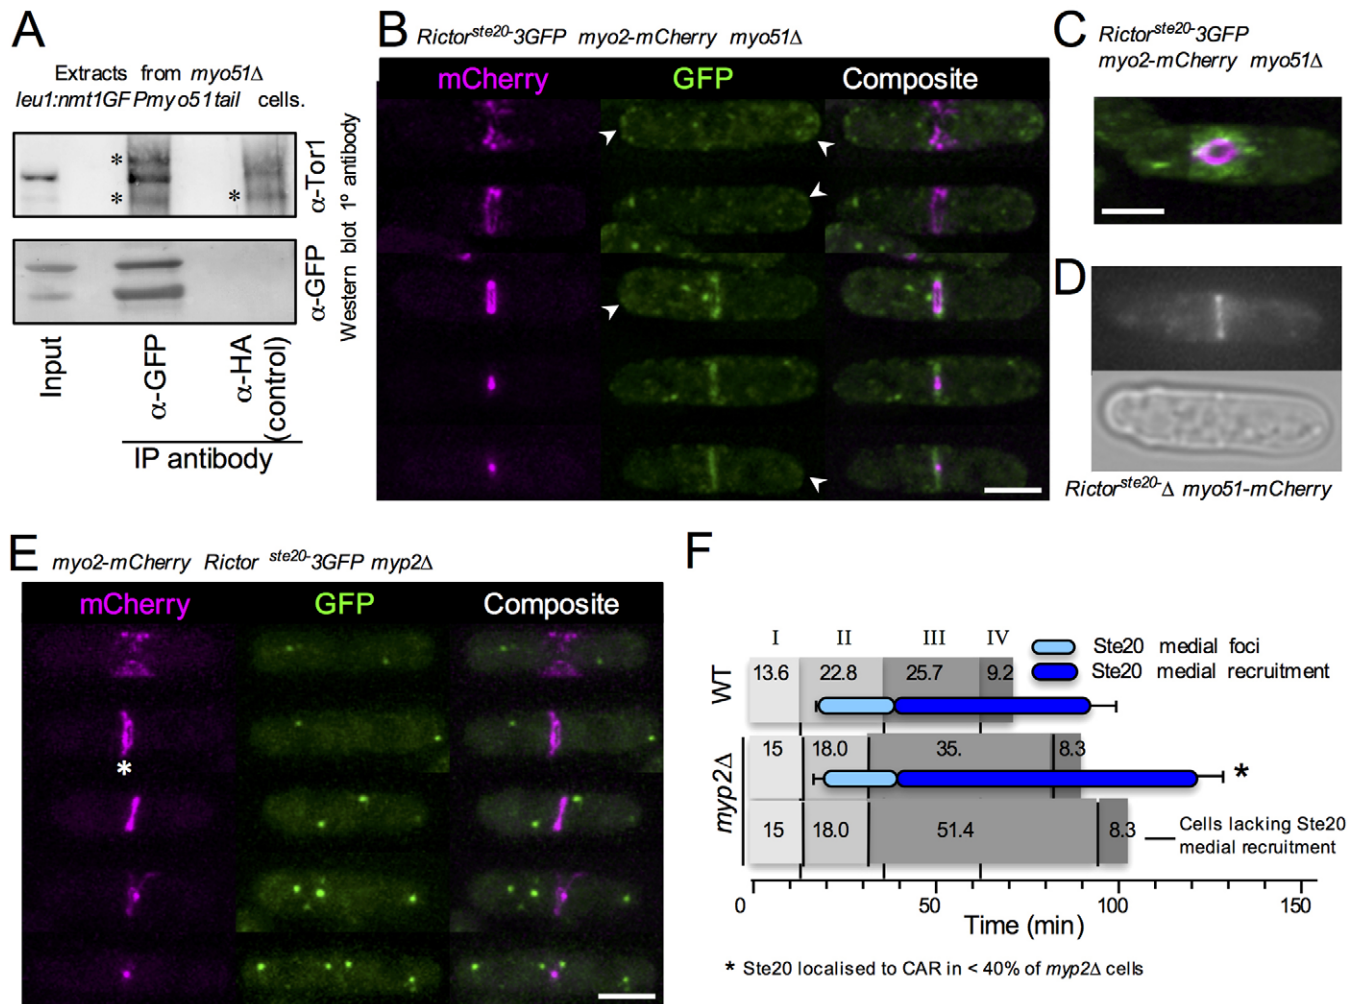 A
Extracts from myo51Δ
leu1:nmt1GFPmyo51tail cells.
*
*
*
α-Tor1
α-GFP
Western blot 1º antibody
Input
α-GFP
α-HA
(control)
IP antibody
B
Rictorste20-3GFP myo2-mCherry myo51Δ
mCherry GFP Composite
C
Rictorste20-3GFP
myo2-mCherry myo51Δ
D
Rictorste20-Δ myo51-mCherry
E
myo2-mCherry Rictor ste20-3GFP myp2Δ
mCherry GFP Composite
*
F
I II III IV
Ste20 medial foci
Ste20 medial recruitment
WT
13.6 22.8 25.7 9.2
myp2Δ
15 18.0 35. 8.3
*
15 18.0 51.4 8.3
Cells lacking Ste20
medial recruitment
0 50 100 150
Time (min)
* Ste20 localised to CAR in < 40% of myp2Δ cells